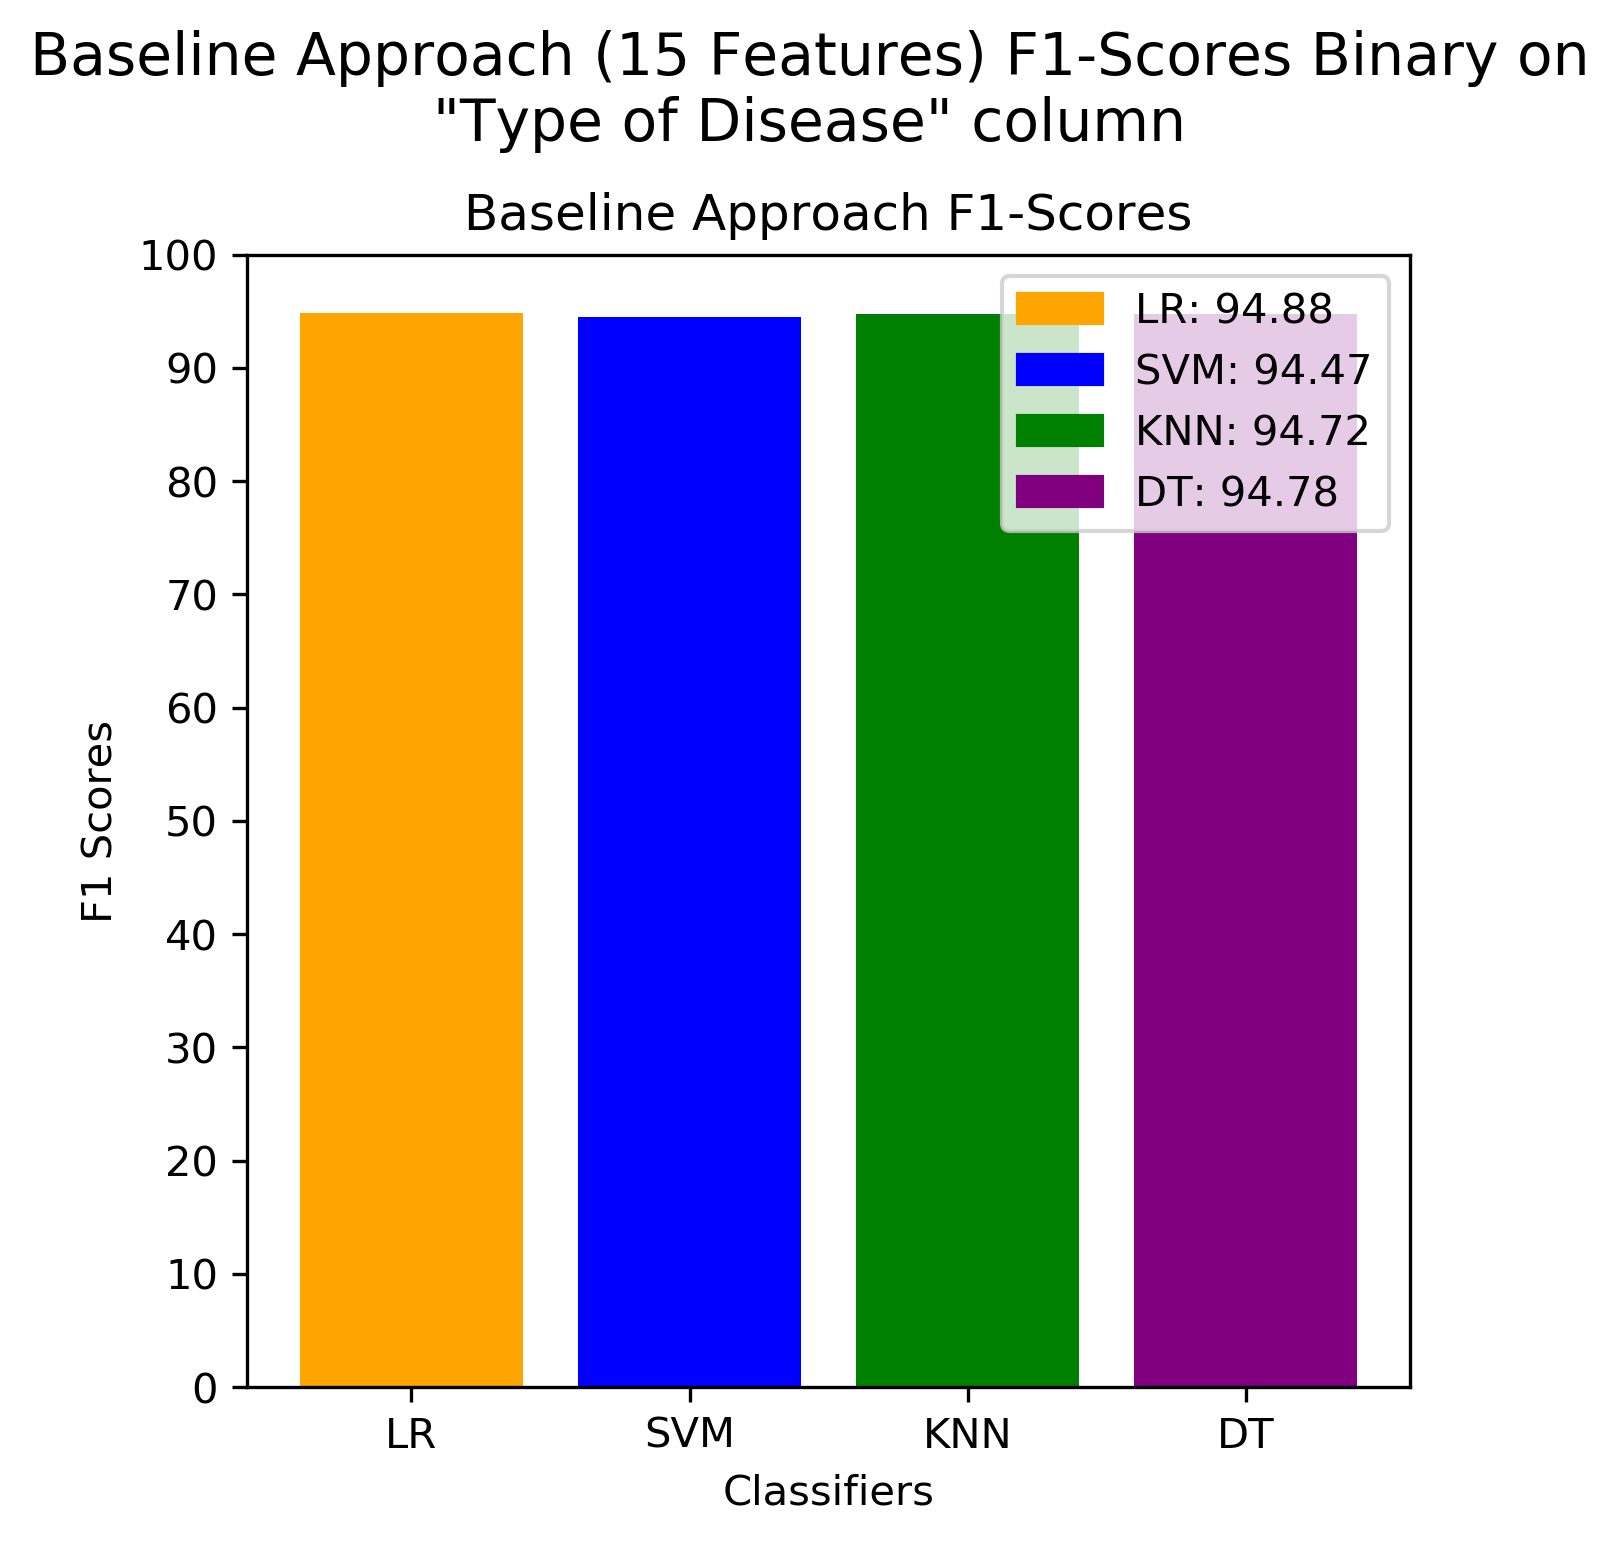 Baseline Approach (15 Features) F1-Scores Binary on
"Type of Disease" column
Baseline Approach F1-Scores
100
90
80
70
60
50
40
30
20
10
0
F1 Scores
LR: 94.88
SVM: 94.47
KNN: 94.72
DT: 94.78
LR SVM KNN DT
Classifiers